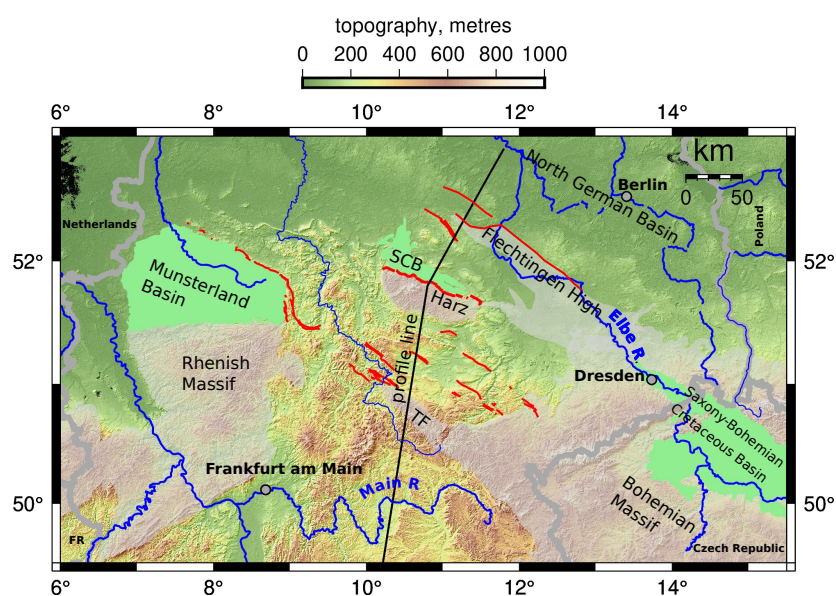 topography, metres
0 200 400 600 800 1000
6° 8° 10° 12° 14°
km
0 50
North German Basin
Berlin
Netherlands
Poland
52°
52°
SCB
Flechtingen High
Munsterland
Basin
Harz
Elbe R.
profile line
Rhenish
Massif
Dresden
TF
Saxony-Bohemian
Cretaceous Basin
Frankfurt am Main
Main R
50°
50°
Bohemian
Massif
FR
Czech Republic
6° 8° 10° 12° 14°